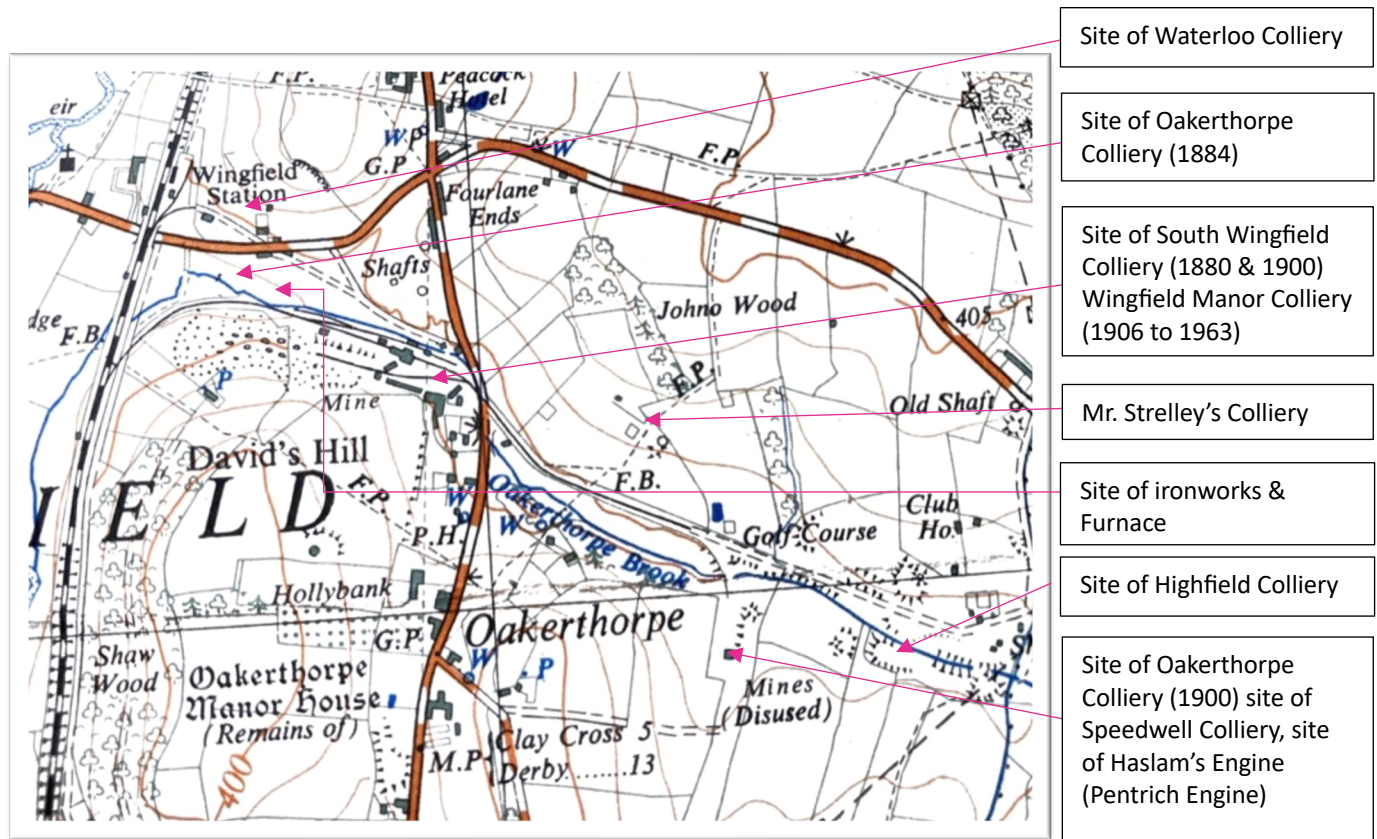 Site of Waterloo Colliery
Site of Oakerthorpe
Colliery (1884)
Site of South Wingfield
Colliery (1880 & 1900)
Wingfield Manor Colliery
(1906 to 1963)
Mr. Strelley’s Colliery
Site of ironworks &
Furnace
Site of Highfield Colliery
Site of Oakerthorpe
Colliery (1900) site of
Speedwell Colliery, site
of Haslam’s Engine
(Pentrich Engine)
F.P.
Peacock
Hotel
eir
W
P
G.P
W
F.P.
Wingfield
Station
Fourlane
Ends
Shafts
Johno Wood
405
dge
F.B.
P
Mine
F.P.
Old Shaft
David's Hill
F.P.
IELD
W
W
Oakerthorpe Brook
F.B.
P.H.
Golf-Course
Club
Ho.
Hollybank
G.P.
Oakerthorpe
Shaw
Wood
W
P
Oakerthorpe
Manor House
(Remains of)
Mines
(Disused)
400
M.P
Clay Cross 5
Derby.......13